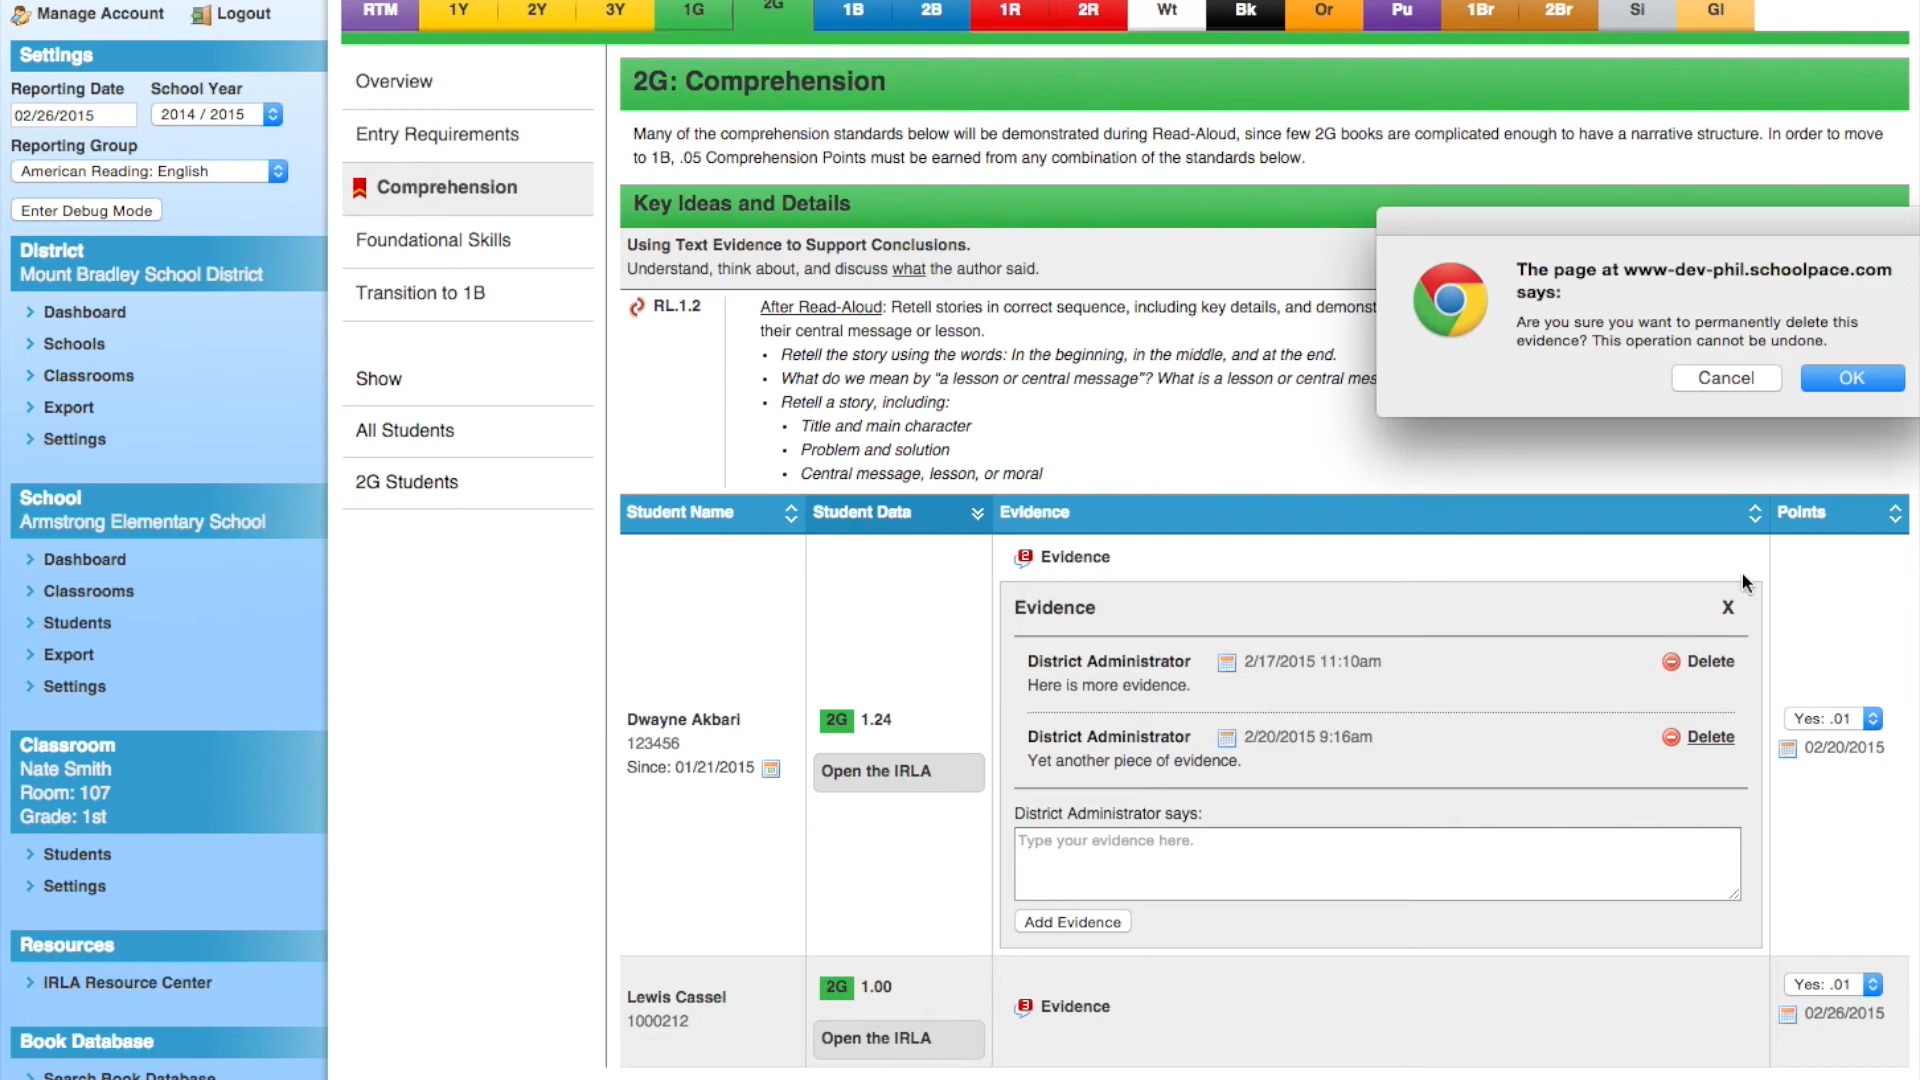 Manage Account
Logout
RTM 1Y 2Y 3Y 1G 2G 1B 2B 1R 2R Wt Bk Or Pu 1Br 2Br Si Gl
Settings
Reporting Date School Year
02/26/2015 2014 / 2015
Reporting Group
American Reading: English
Enter Debug Mode
District
Mount Bradley School District
Dashboard
Schools
Classrooms
Export
Settings
School
Armstrong Elementary School
Dashboard
Classrooms
Students
Export
Settings
Classroom
Nate Smith
Room: 107
Grade: 1st
Students
Settings
Resources
IRLA Resource Center
Book Database
Search Book Database
Overview
Entry Requirements
Comprehension
Foundational Skills
Transition to 1B
Show
All Students
2G Students
2G: Comprehension
Many of the comprehension standards below will be demonstrated during Read-Aloud, since few 2G books are complicated enough to have a narrative structure. In order to move
to 1B, .05 Comprehension Points must be earned from any combination of the standards below.
Key Ideas and Details
Using Text Evidence to Support Conclusions.
Understand, think about, and discuss what the author said.
RL.1.2
After Read-Aloud: Retell stories in correct sequence, including key details, and demonst
their central message or lesson.
• Retell the story using the words: In the beginning, in the middle, and at the end.
• What do we mean by “a lesson or central message”? What is a lesson or central mes
• Retell a story, including:
• Title and main character
• Problem and solution
• Central message, lesson, or moral
The page at www-dev-phil.schoolpace.com
says:
Are you sure you want to permanently delete this
evidence? This operation cannot be undone.
Cancel OK
Student Name Student Data Evidence Points
Dwayne Akbari
123456
Since: 01/21/2015
2G 1.24
Open the IRLA
2 Evidence
Evidence X
District Administrator 2/17/2015 11:10am Delete
Here is more evidence.
District Administrator 2/20/2015 9:16am Delete
Yet another piece of evidence.
District Administrator says:
Type your evidence here.
Add Evidence
Yes: .01
02/20/2015
Lewis Cassel
1000212
2G 1.00
Open the IRLA
3 Evidence
Yes: .01
02/26/2015